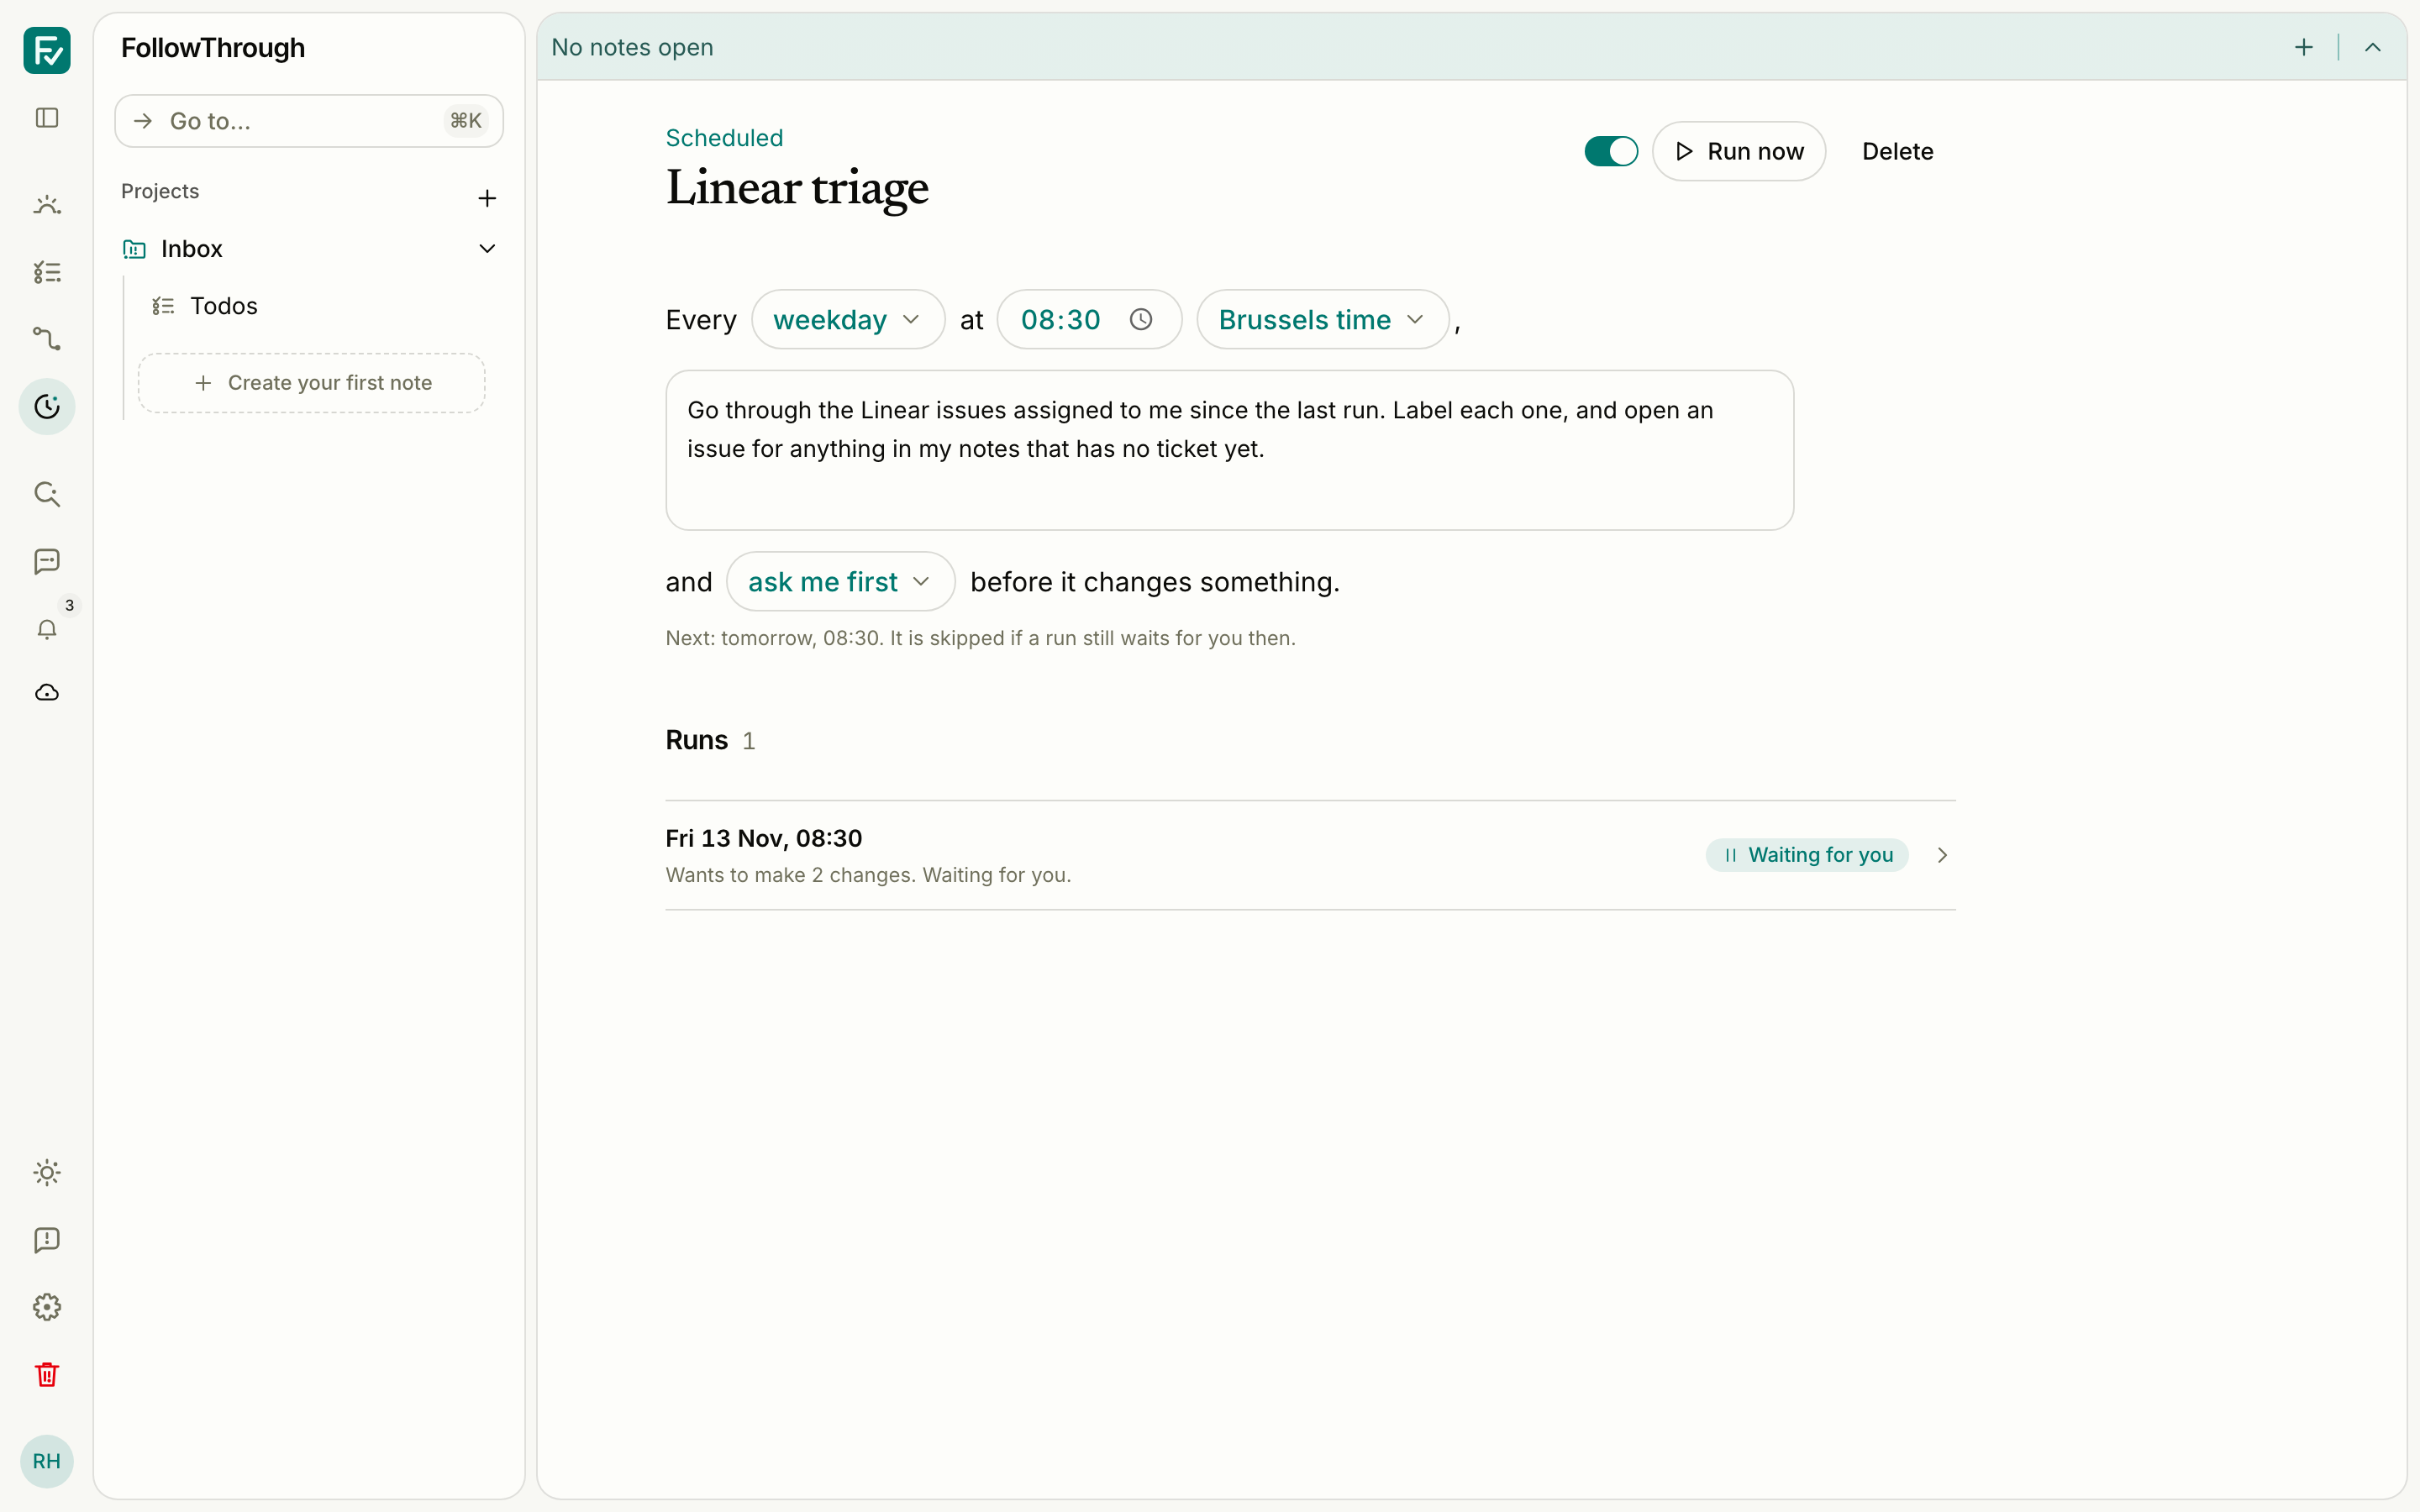 FollowThrough
Go to...
⌘K
Projects
Inbox
Todos
Create your first note
3
RH
No notes open
Scheduled
Linear triage
Run now
Delete
Every weekday at 08:30 Brussels time ,
Go through the Linear issues assigned to me since the last run. Label each one, and open an
issue for anything in my notes that has no ticket yet.
and ask me first before it changes something.
Next: tomorrow, 08:30. It is skipped if a run still waits for you then.
Runs 1
Fri 13 Nov, 08:30
Wants to make 2 changes. Waiting for you.
Waiting for you